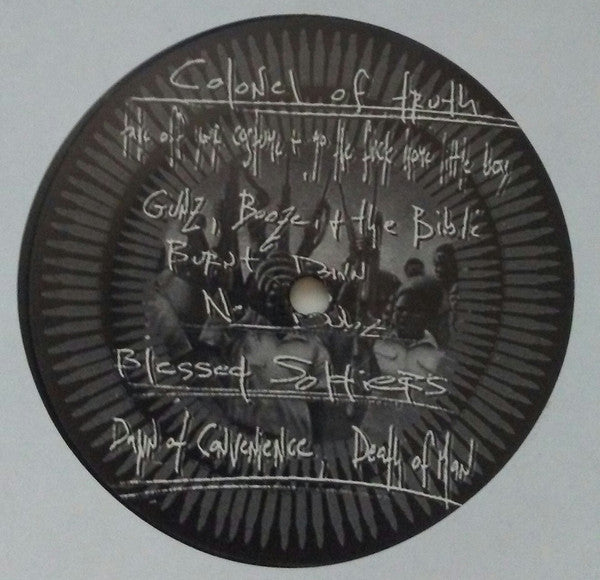 Colonel of truth
take off your costume + go the fuck home little boy
Gunz, Booze, + the Bible
Burnt Down
No
Blessed Soldiers
Dawn of Convenience, Death of Man